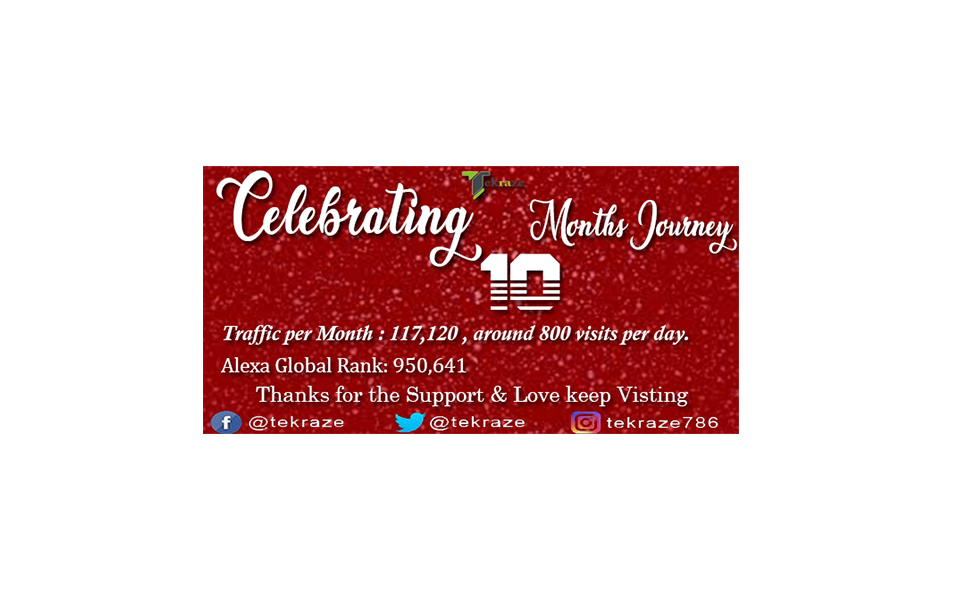 Tekraze
Celebrating
Months Journey
10
Traffic per Month : 117,120 , around 800 visits per day.
Alexa Global Rank: 950,641
Thanks for the Support & Love keep Visting
@tekraze @tekraze tekraze786